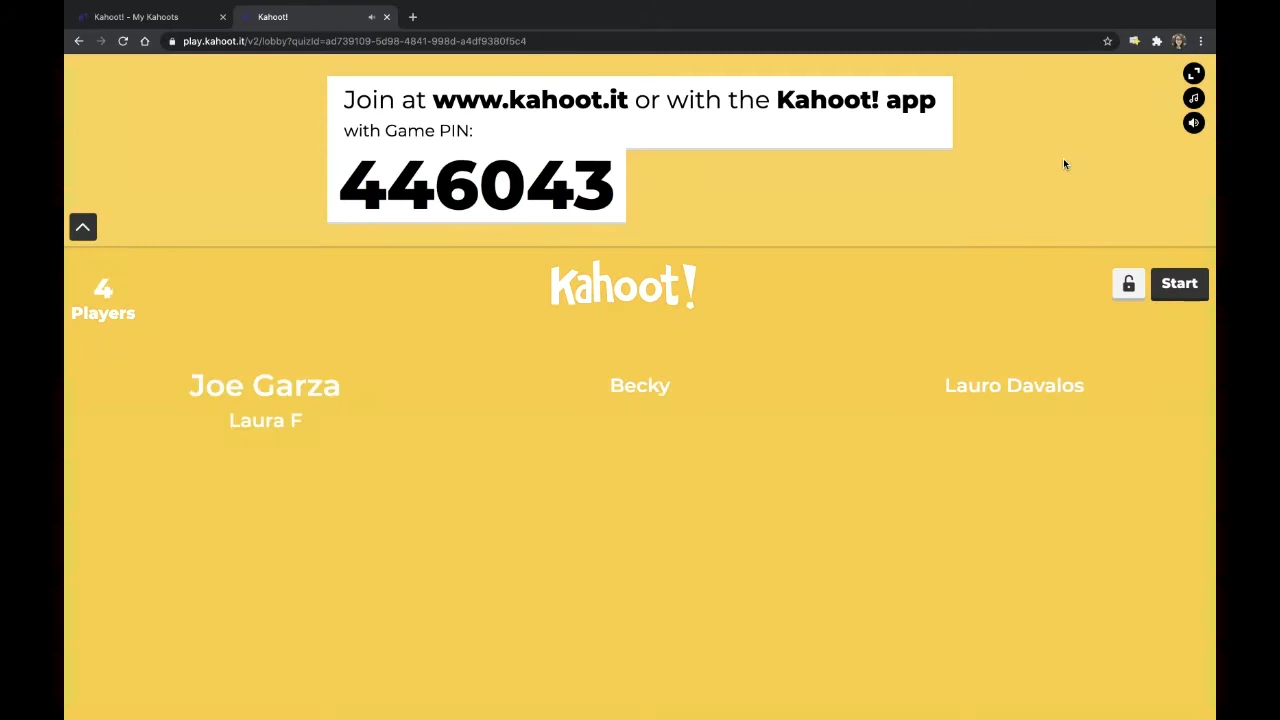 Kahoot! - My Kahoots
Kahoot!
play.kahoot.it/v2/lobby?quizId=ad739109-5d98-4841-998d-a4df9380f5c4
Join at www.kahoot.it or with the Kahoot! app
with Game PIN:
446043
4
Players
Kahoot!
Start
Joe Garza
Becky
Lauro Davalos
Laura F